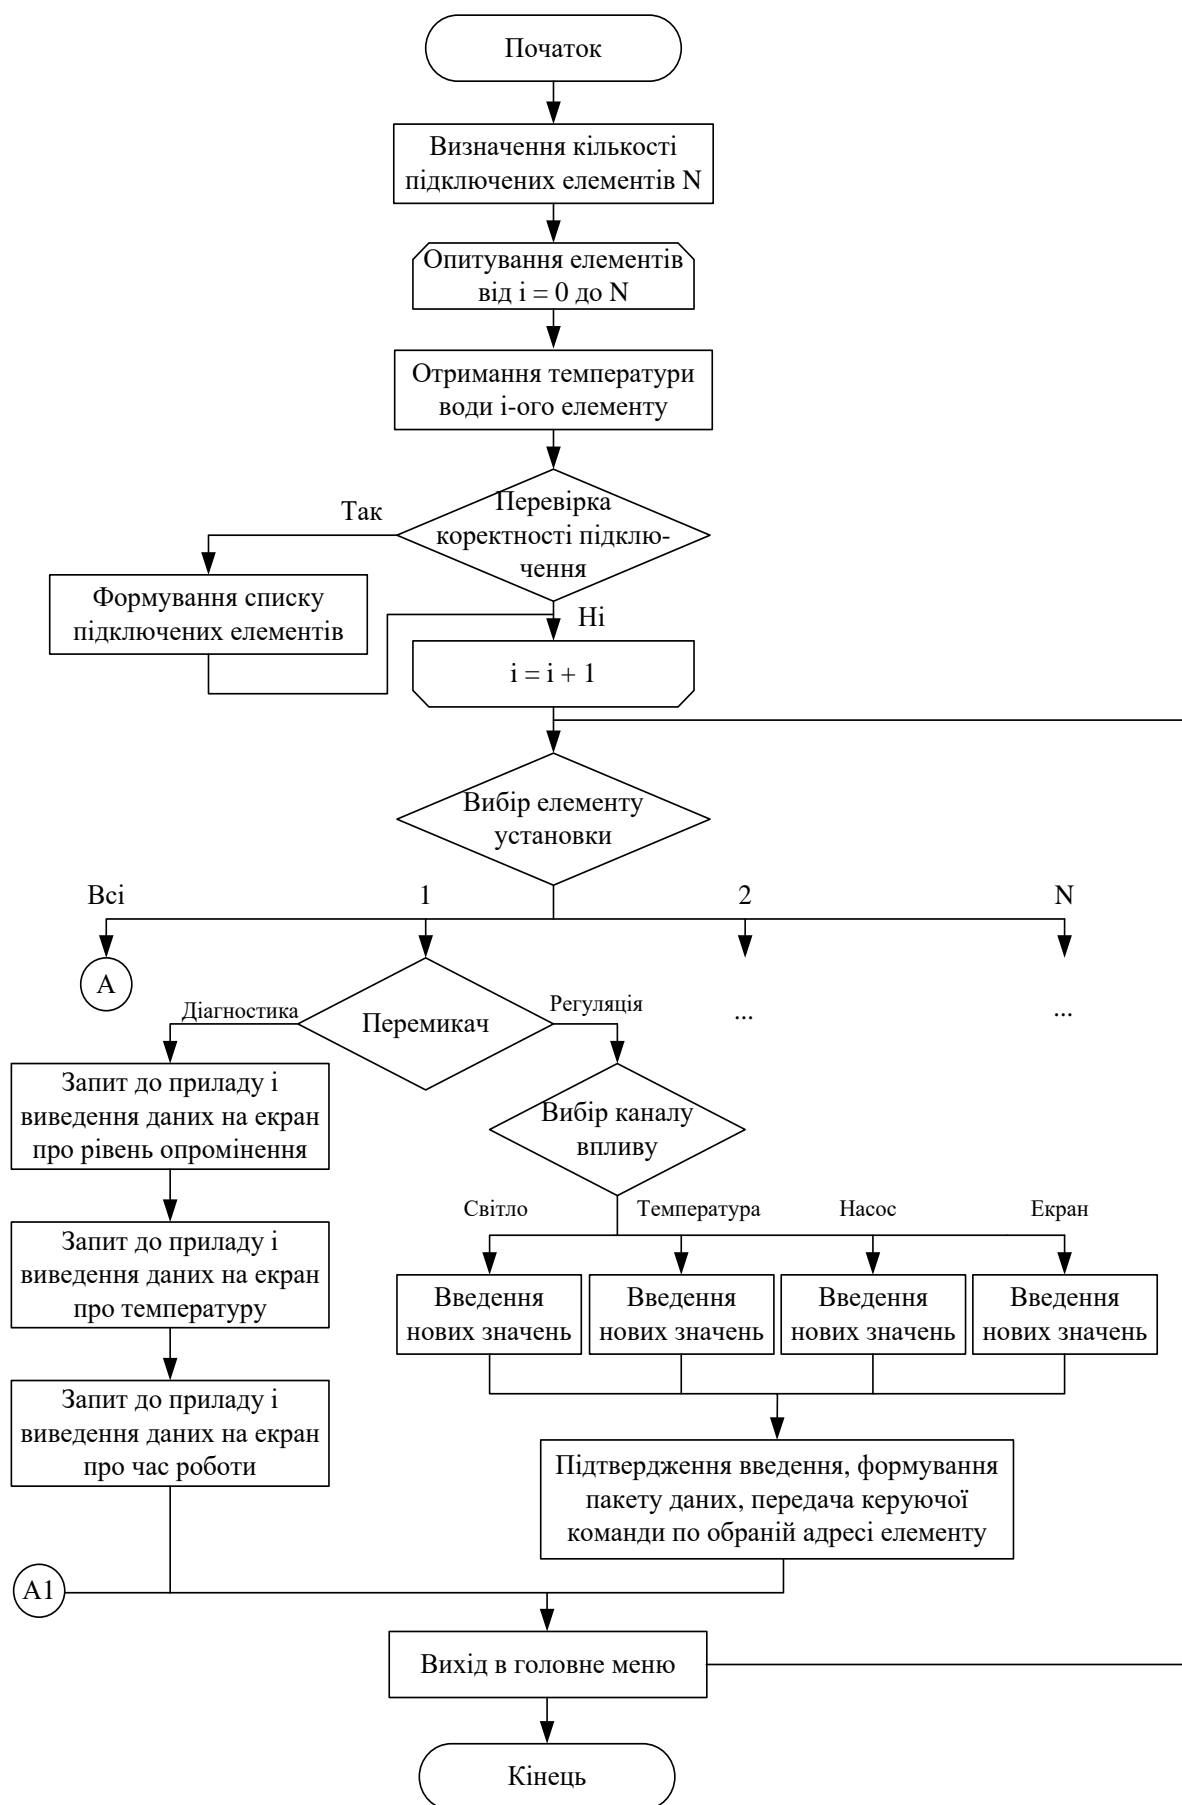 Початок
Визначення кількості
підключених елементів N
Опитування елементів
від i = 0 до N
Отримання температури
води і-ого елементу
Перевірка
коректності підклю-
чення
Так
Ні
Формування списку
підключених елементів
i = i + 1
Вибір елементу
установки
Всі
1
2
N
А
Діагностика
Перемикач
Регуляція
...
...
Запит до приладу і
виведення даних на екран
про рівень опромінення
Вибір каналу
впливу
Світло
Температура
Насос
Екран
Запит до приладу і
виведення даних на екран
про температуру
Введення
нових значень
Введення
нових значень
Введення
нових значень
Введення
нових значень
Запит до приладу і
виведення даних на екран
про час роботи
Підтвердження введення, формування
пакету даних, передача керуючої
команди по обраній адресі елементу
А1
Вихід в головне меню
Кінець